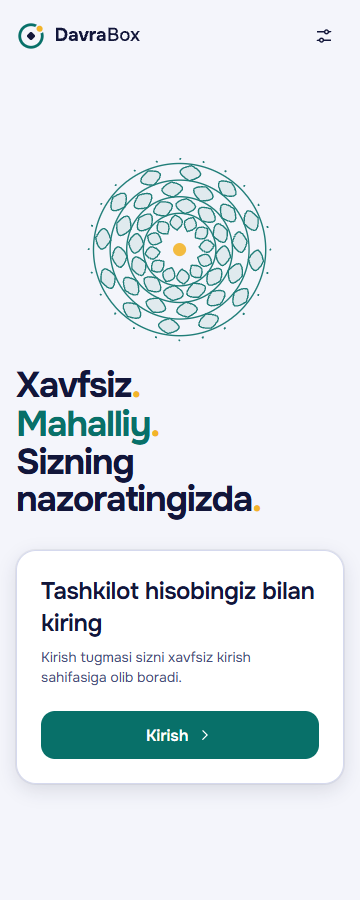 DavraBox
Xavfsiz.
Mahalliy.
Sizning
nazoratingizda.
Tashkilot hisobingiz bilan
kiring
Kirish tugmasi sizni xavfsiz kirish
sahifasiga olib boradi.
Kirish